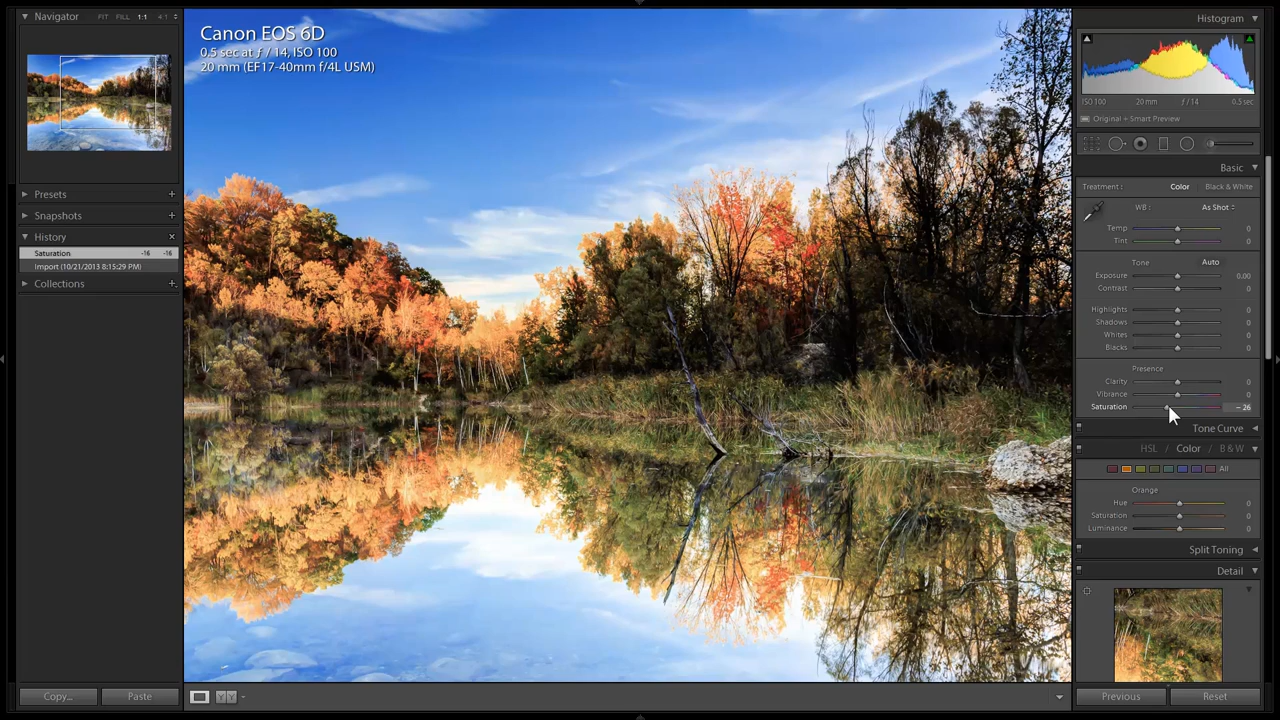 Navigator FIT FILL 1:1 4:1
Presets
Snapshots
History
Saturation -16 -16
Import (10/21/2013 8:15:29 PM)
Collections
Copy... Paste
Canon EOS 6D
0.5 sec at ƒ / 14, ISO 100
20 mm (EF17-40mm f/4L USM)
Histogram
ISO 100 20 mm ƒ / 14 0.5 sec
Original + Smart Preview
Basic
Treatment : Color Black & White
WB : As Shot
Temp 0
Tint 0
Tone Auto
Exposure 0.00
Contrast 0
Highlights 0
Shadows 0
Whites 0
Blacks 0
Presence
Clarity 0
Vibrance 0
Saturation – 26
Tone Curve
HSL / Color / B & W
All
Orange
Hue 0
Saturation 0
Luminance 0
Split Toning
Detail
YY
Previous Reset